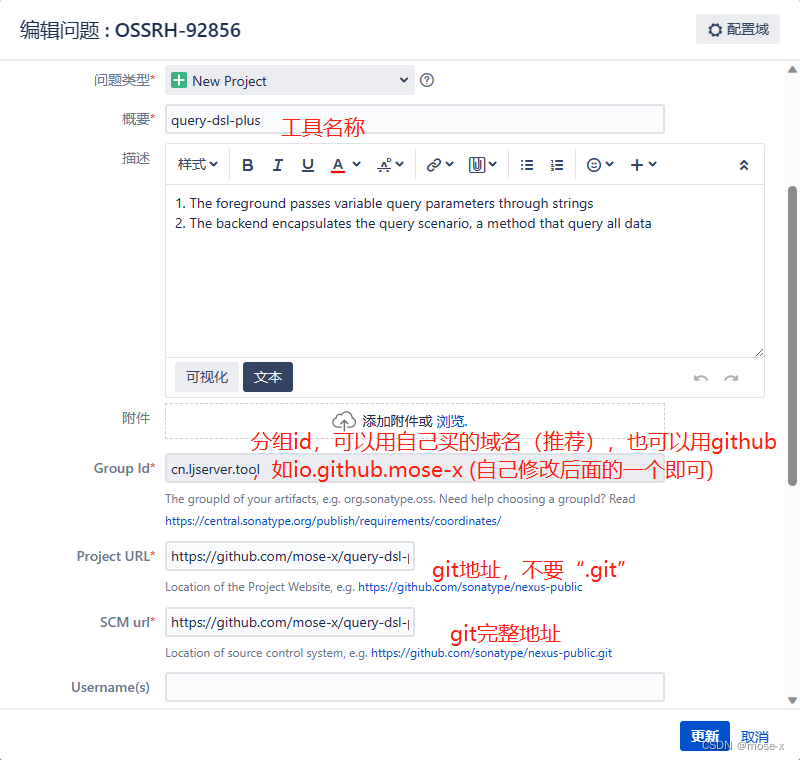 编辑问题 : OSSRH-92856
配置域
问题类型*
New Project
概要*
query-dsl-plus
工具名称
描述
样式
B I U A
1. The foreground passes variable query parameters through strings
2. The backend encapsulates the query scenario, a method that query all data
可视化
文本
附件
添加附件或 浏览.
分组id，可以用自己买的域名（推荐），也可以用github
Group Id*
cn.ljserver.tool
，如io.github.mose-x (自己修改后面的一个即可)
The groupId of your artifacts, e.g. org.sonatype.oss. Need help choosing a groupId? Read
https://central.sonatype.org/publish/requirements/coordinates/
Project URL*
https://github.com/mose-x/query-dsl-p
git地址，不要“.git”
Location of the Project Website, e.g. https://github.com/sonatype/nexus-public
SCM url*
https://github.com/mose-x/query-dsl-p
git完整地址
Location of source control system, e.g. https://github.com/sonatype/nexus-public.git
Username(s)
更新
取消
CSDN @mose-x